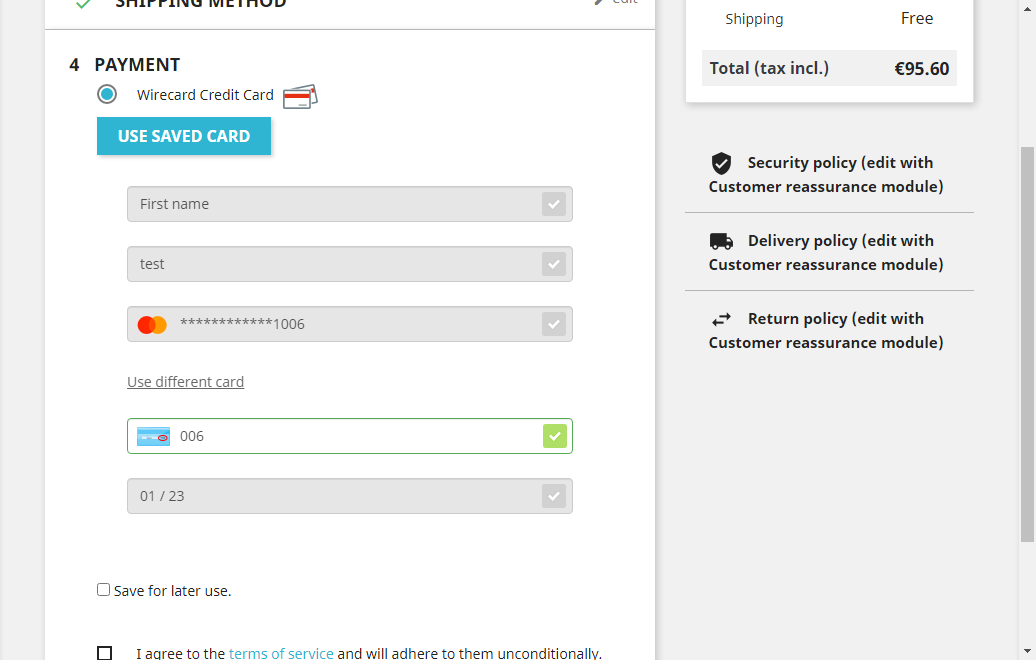 SHIPPING METHOD
edit
4 PAYMENT
Wirecard Credit Card
USE SAVED CARD
First name
test
************1006
Use different card
006
01 / 23
Save for later use.
I agree to the terms of service and will adhere to them unconditionally.
Shipping Free
Total (tax incl.) €95.60
Security policy (edit with
Customer reassurance module)
Delivery policy (edit with
Customer reassurance module)
Return policy (edit with
Customer reassurance module)